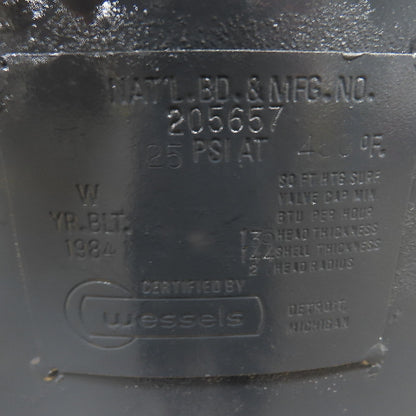 NAT'L. BD. & MFG. NO.
205657
125 PSI AT 450 °F.
SQ FT HTG SURF
VALVE CAP MIN
BTU PER HOUR
HEAD THICKNESS
SHELL THICKNESS
HEAD RADIUS
W
YR. BLT.
1984
CERTIFIED BY
Wessels
DETROIT
MICHIGAN